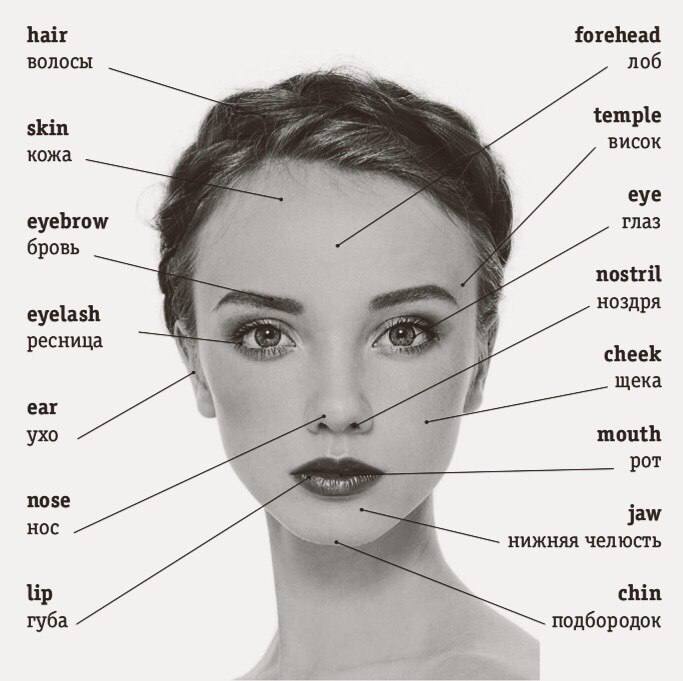 hair
волосы
skin
кожа
eyebrow
бровь
eyelash
ресница
ear
ухо
nose
нос
lip
губа
forehead
лоб
temple
висок
eye
глаз
nostril
ноздря
cheek
щека
mouth
рот
jaw
нижняя челюсть
chin
подбородок